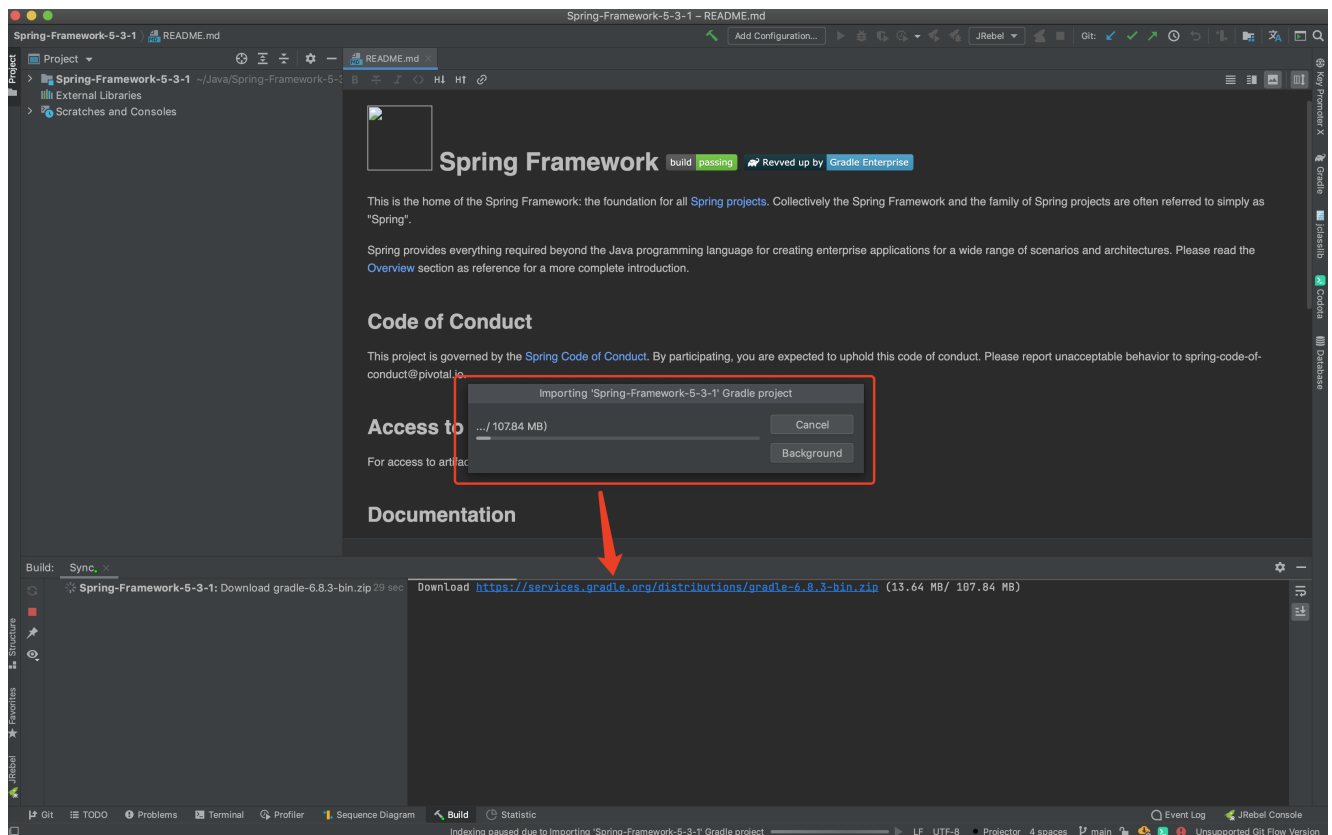 Spring-Framework-5-3-1 – README.md
Spring-Framework-5-3-1 README.md Add Configuration... JRebel Git:
Project
README.md
Spring-Framework-5-3-1 ~/Java/Spring-Framework-5-3
External Libraries
Scratches and Consoles
Spring Framework build passing Revved up by Gradle Enterprise
This is the home of the Spring Framework: the foundation for all Spring projects. Collectively the Spring Framework and the family of Spring projects are often referred to simply as
"Spring".
Spring provides everything required beyond the Java programming language for creating enterprise applications for a wide range of scenarios and architectures. Please read the
Overview section as reference for a more complete introduction.
Code of Conduct
This project is governed by the Spring Code of Conduct. By participating, you are expected to uphold this code of conduct. Please report unacceptable behavior to spring-code-of-
conduct@pivotal.io.
Importing 'Spring-Framework-5-3-1' Gradle project
Access to
.../ 107.84 MB)
Cancel
Background
For access to artifac
Documentation
Build: Sync
Spring-Framework-5-3-1: Download gradle-6.8.3-bin.zip 29 sec
Download https://services.gradle.org/distributions/gradle-6.8.3-bin.zip (13.64 MB/ 107.84 MB)
Project
Structure
Favorites
JRebel
Key Promoter X
Gradle
jclasslib
Codota
Database
Git TODO Problems Terminal Profiler Sequence Diagram Build Statistic Event Log JRebel Console
Indexing paused due to Importing 'Spring-Framework-5-3-1' Gradle project LF UTF-8 Projector 4 spaces main Unsupported Git Flow Version